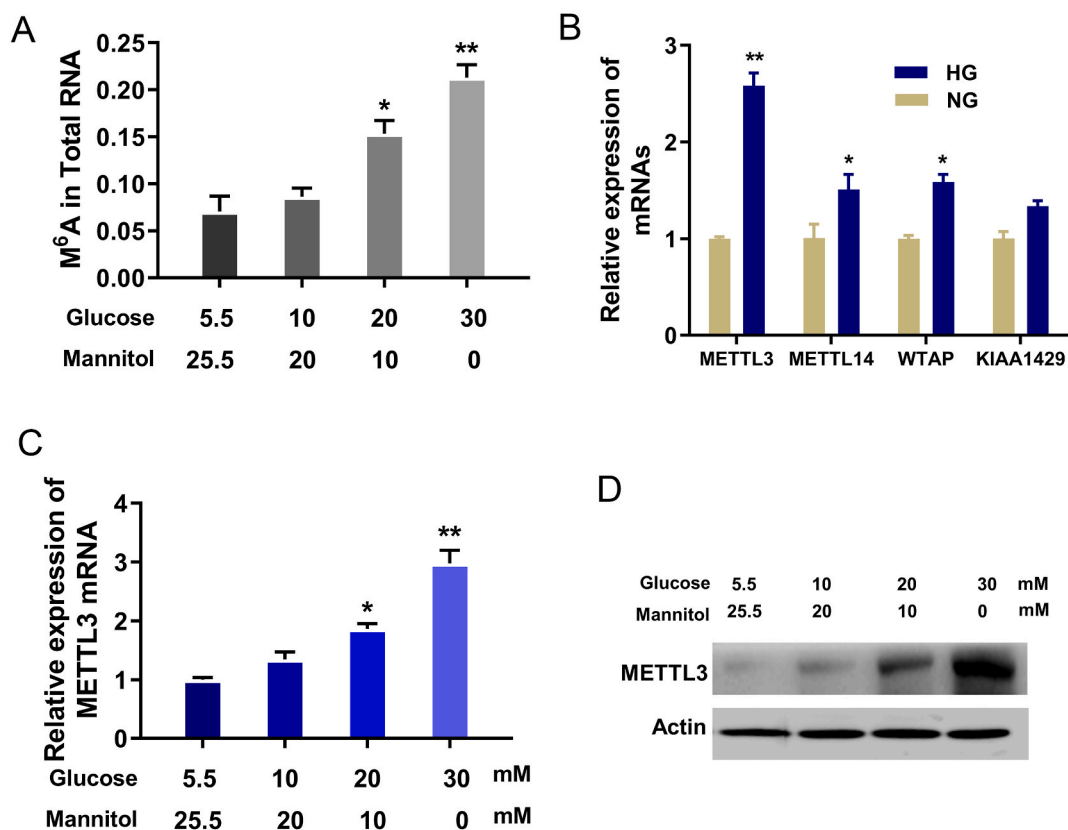 A
M6A in Total RNA
0.25
0.20
0.15
0.10
0.05
0.00
*
**
Glucose 5.5 10 20 30
Mannitol 25.5 20 10 0
B
Relative expression of
mRNAs
3
2
1
0
**
*
*
HG
NG
METTL3 METTL14 WTAP KIAA1429
C
Relative expression of
METTL3 mRNA
4
3
2
1
0
*
**
Glucose 5.5 10 20 30 mM
Mannitol 25.5 20 10 0 mM
D
Glucose 5.5 10 20 30 mM
Mannitol 25.5 20 10 0 mM
METTL3
Actin